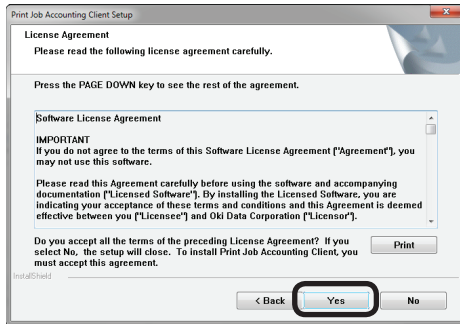 Print Job Accounting Client Setup
License Agreement
Please read the following license agreement carefully.
Press the PAGE DOWN key to see the rest of the agreement.
Software License Agreement
IMPORTANT
If you do not agree to the terms of this Software License Agreement ("Agreement"), you
may not use this software.
Please read this Agreement carefully before using the software and accompanying
documentation ("Licensed Software"). By installing the Licensed Software, you are
indicating your acceptance of these terms and conditions and this Agreement is deemed
effective between you ("Licensee") and Oki Data Corporation ("Licensor").
Do you accept all the terms of the preceding License Agreement? If you
select No, the setup will close. To install Print Job Accounting Client, you
must accept this agreement.
Print
InstallShield
< Back Yes No